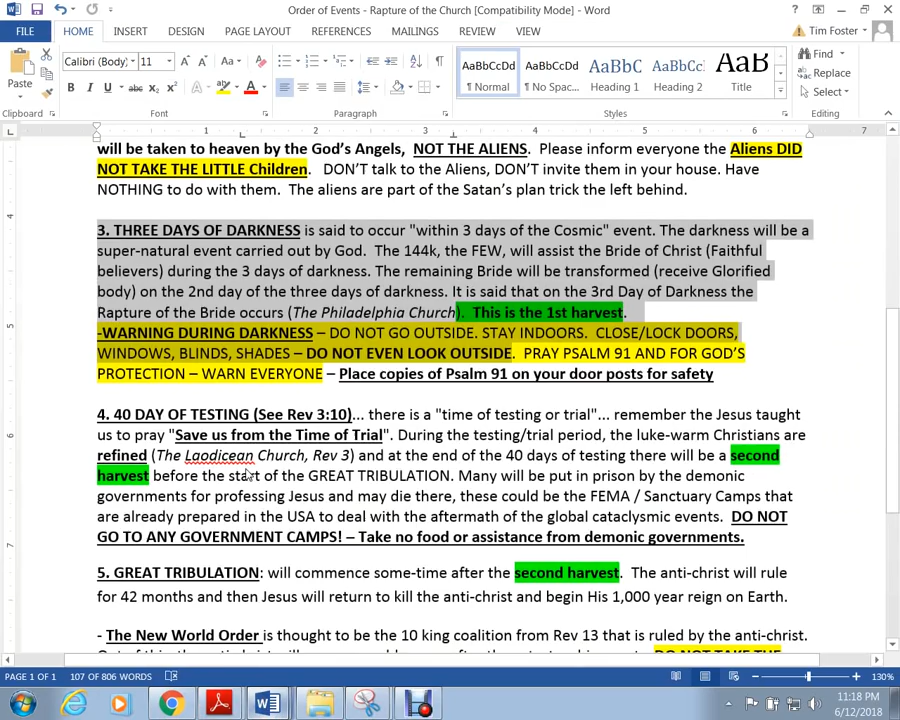 Order of Events - Rapture of the Church [Compatibility Mode] - Word
FILE HOME INSERT DESIGN PAGE LAYOUT REFERENCES MAILINGS REVIEW VIEW Tim Foster
Calibri (Body) 11 Aa
Paste
B I U abc x2 x2 A A
AaBbCcDd AaBbCcDd AaBbC AaBbCc AaB
¶ Normal ¶ No Spac... Heading 1 Heading 2 Title
Find
Replace
Select
Clipboard Font Paragraph Styles Editing
1 2 3 4 5 6 7
will be taken to heaven by the God's Angels, NOT THE ALIENS. Please inform everyone the Aliens DID
NOT TAKE THE LITTLE Children. DON'T talk to the Aliens, DON'T invite them in your house. Have
NOTHING to do with them. The aliens are part of the Satan's plan trick the left behind.
3. THREE DAYS OF DARKNESS is said to occur "within 3 days of the Cosmic" event. The darkness will be a
super-natural event carried out by God. The 144k, the FEW, will assist the Bride of Christ (Faithful
believers) during the 3 days of darkness. The remaining Bride will be transformed (receive Glorified
body) on the 2nd day of the three days of darkness. It is said that on the 3rd Day of Darkness the
Rapture of the Bride occurs (The Philadelphia Church). This is the 1st harvest.
-WARNING DURING DARKNESS – DO NOT GO OUTSIDE. STAY INDOORS. CLOSE/LOCK DOORS,
WINDOWS, BLINDS, SHADES – DO NOT EVEN LOOK OUTSIDE. PRAY PSALM 91 AND FOR GOD'S
PROTECTION – WARN EVERYONE – Place copies of Psalm 91 on your door posts for safety
4. 40 DAY OF TESTING (See Rev 3:10)... there is a "time of testing or trial"... remember the Jesus taught
us to pray "Save us from the Time of Trial". During the testing/trial period, the luke-warm Christians are
refined (The Laodicean Church, Rev 3) and at the end of the 40 days of testing there will be a second
harvest before the start of the GREAT TRIBULATION. Many will be put in prison by the demonic
governments for professing Jesus and may die there, these could be the FEMA / Sanctuary Camps that
are already prepared in the USA to deal with the aftermath of the global cataclysmic events. DO NOT
GO TO ANY GOVERNMENT CAMPS! – Take no food or assistance from demonic governments.
5. GREAT TRIBULATION: will commence some-time after the second harvest. The anti-christ will rule
for 42 months and then Jesus will return to kill the anti-christ and begin His 1,000 year reign on Earth.
- The New World Order is thought to be the 10 king coalition from Rev 13 that is ruled by the anti-christ.
PAGE 1 OF 1 107 OF 806 WORDS 130%
11:18 PM
6/12/2018